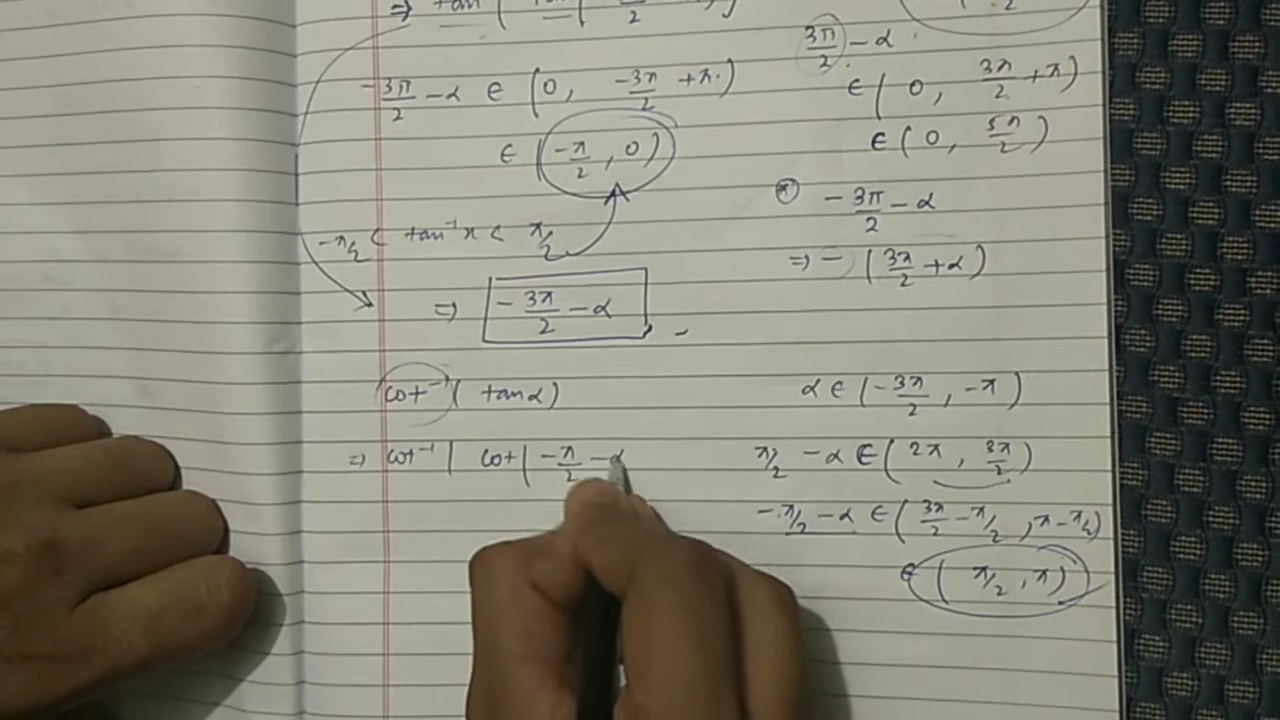 ⇒ tan
2
-3π/2 - α ∈ (0, -3π/2 + π.)
∈ (-π/2, 0)
-π/2 < tan⁻¹x < π/2
⇒ -3π/2 - α
cot⁻¹( tanα)
⇒ cot⁻¹( cot(-π/2 - α
3π/2 - α
∈ ( 0, 3π/2 + π)
∈ ( 0, 5π/2)
-3π/2 - α
⇒ - (3π/2 + α)
α ∈ (-3π/2, -π)
π/2 - α ∈ ( 2π, 3π/2)
-π/2 - α ∈ ( 3π/2 - π/2, π - π/2)
∈ ( π/2, π)